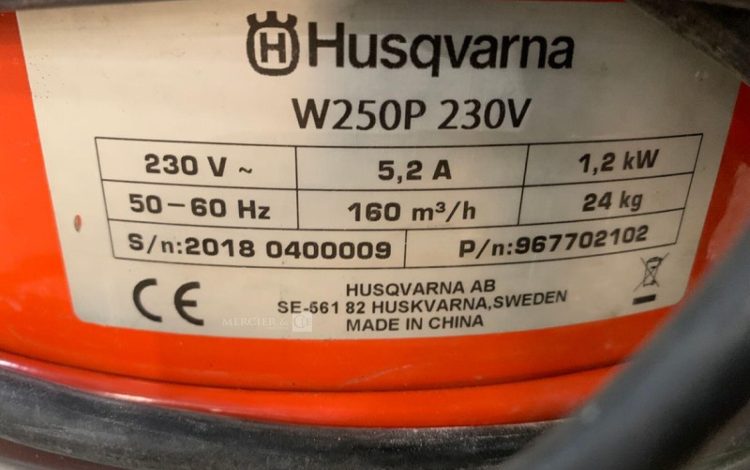 Husqvarna
W250P 230V
230 V ~ 5,2 A 1,2 kW
50-60 Hz 160 m³/h 24 kg
S/n:2018 0400009 P/n:967702102
CE HUSQVARNA AB
SE-561 82 HUSKVARNA,SWEDEN
MADE IN CHINA
MERCIER &